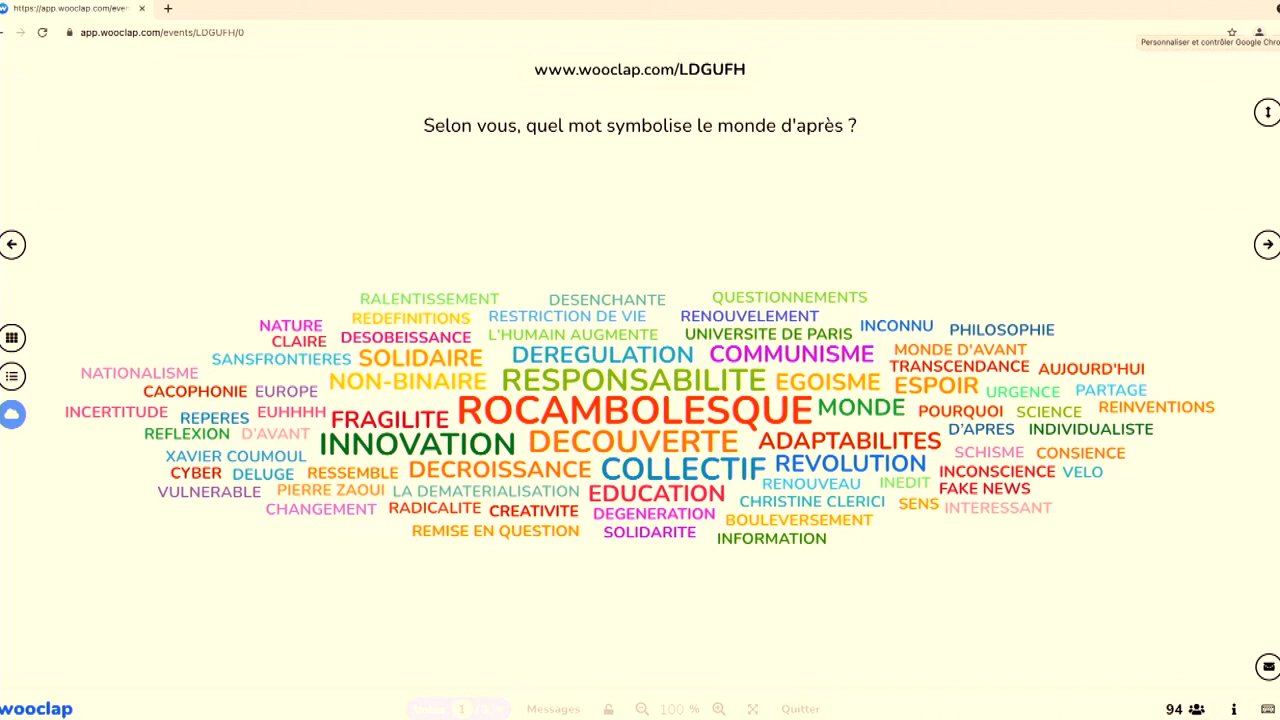 https://app.wooclap.com/even
app.wooclap.com/events/LDGUFH/0
Personnaliser et contrôler Google Chro
www.wooclap.com/LDGUFH
Selon vous, quel mot symbolise le monde d'après ?
RALENTISSEMENT DESENCHANTE QUESTIONNEMENTS
NATURE REDEFINITIONS RESTRICTION DE VIE RENOUVELEMENT INCONNU PHILOSOPHIE
CLAIRE DESOBEISSANCE L'HUMAIN AUGMENTE UNIVERSITE DE PARIS
SANSFRONTIERES SOLIDAIRE DEREGULATION COMMUNISME MONDE D'AVANT
NATIONALISME TRANSCENDANCE AUJOURD'HUI
CACOPHONIE EUROPE NON-BINAIRE RESPONSABILITE EGOISME ESPOIR URGENCE PARTAGE
INCERTITUDE REPERES EUHHHH FRAGILITE ROCAMBOLESQUE MONDE POURQUOI SCIENCE REINVENTIONS
REFLEXION D'AVANT D'APRES INDIVIDUALISTE
INNOVATION DECOUVERTE ADAPTABILITES
XAVIER COUMOUL SCHISME CONSIENCE
CYBER DELUGE RESSEMBLE DECROISSANCE COLLECTIF REVOLUTION INCONSCIENCE VELO
VULNERABLE PIERRE ZAOUI LA DEMATERIALISATION EDUCATION RENOUVEAU INEDIT FAKE NEWS
CHANGEMENT RADICALITE CREATIVITE DEGENERATION CHRISTINE CLERICI SENS INTERESSANT
REMISE EN QUESTION SOLIDARITE BOULEVERSEMENT
INFORMATION
wooclap
1
Messages
100 %
Quitter
94